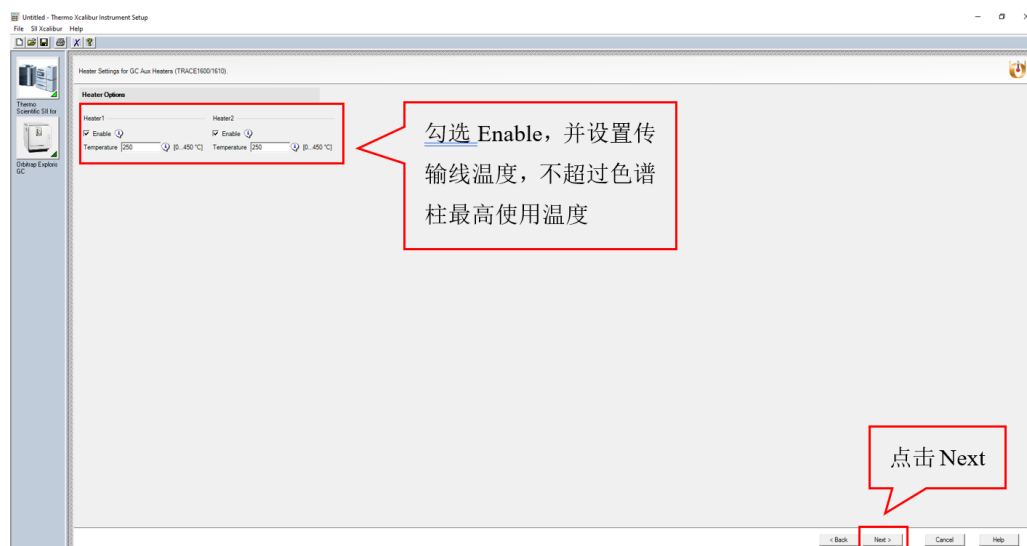 Untitled - Thermo Xcalibur Instrument Setup
File SII Xcalibur Help
Heater Settings for GC Aux Heaters (TRACE1600/1610).
Thermo
Scientific SII for
Orbitrap Exploris
GC
Heater Options
Heater1 Heater2
Enable Enable
Temperature 250 [0...450 °C] Temperature 250 [0...450 °C]
勾选 Enable，并设置传
输线温度，不超过色谱
柱最高使用温度
点击 Next
< Back Next > Cancel Help